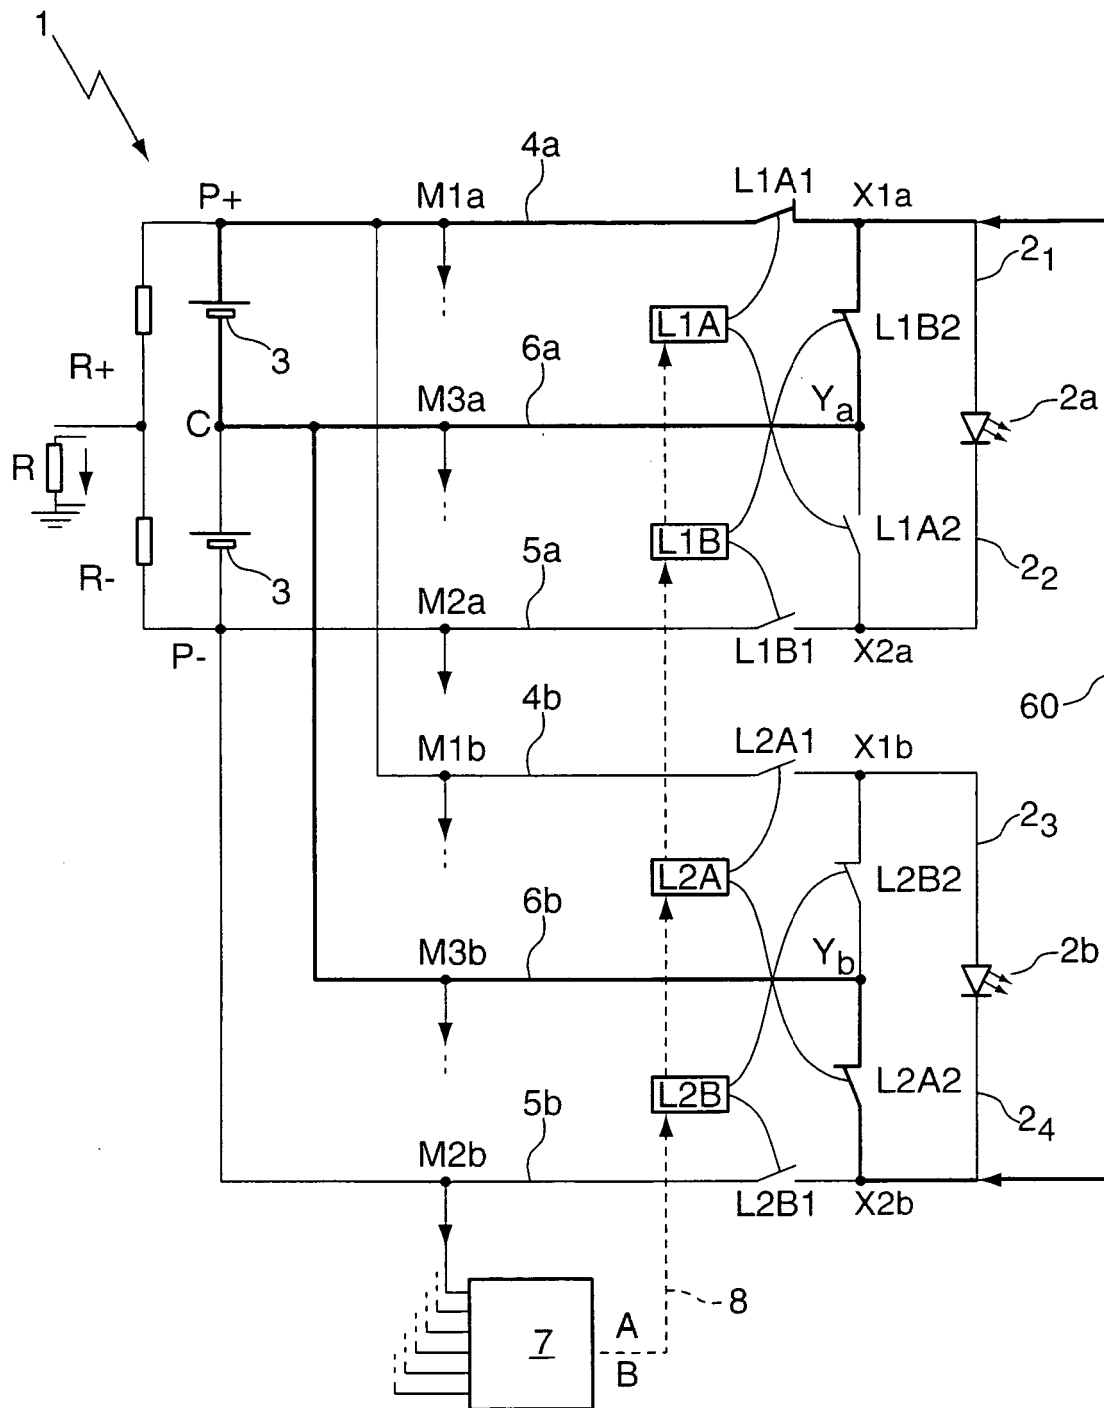 1
4a
P+
M1a
L1A1
X1a
2₁
L1A
L1B2
3
6a
R+
C
M3a
Yₐ
2a
R
L1B
L1A2
R-
3
5a
2₂
M2a
P-
L1B1
X2a
4b
60
M1b
L2A1
X1b
2₃
L2A
L2B2
6b
M3b
Y_b
2b
L2B
L2A2
5b
2₄
M2b
L2B1
X2b
8
7
A
B